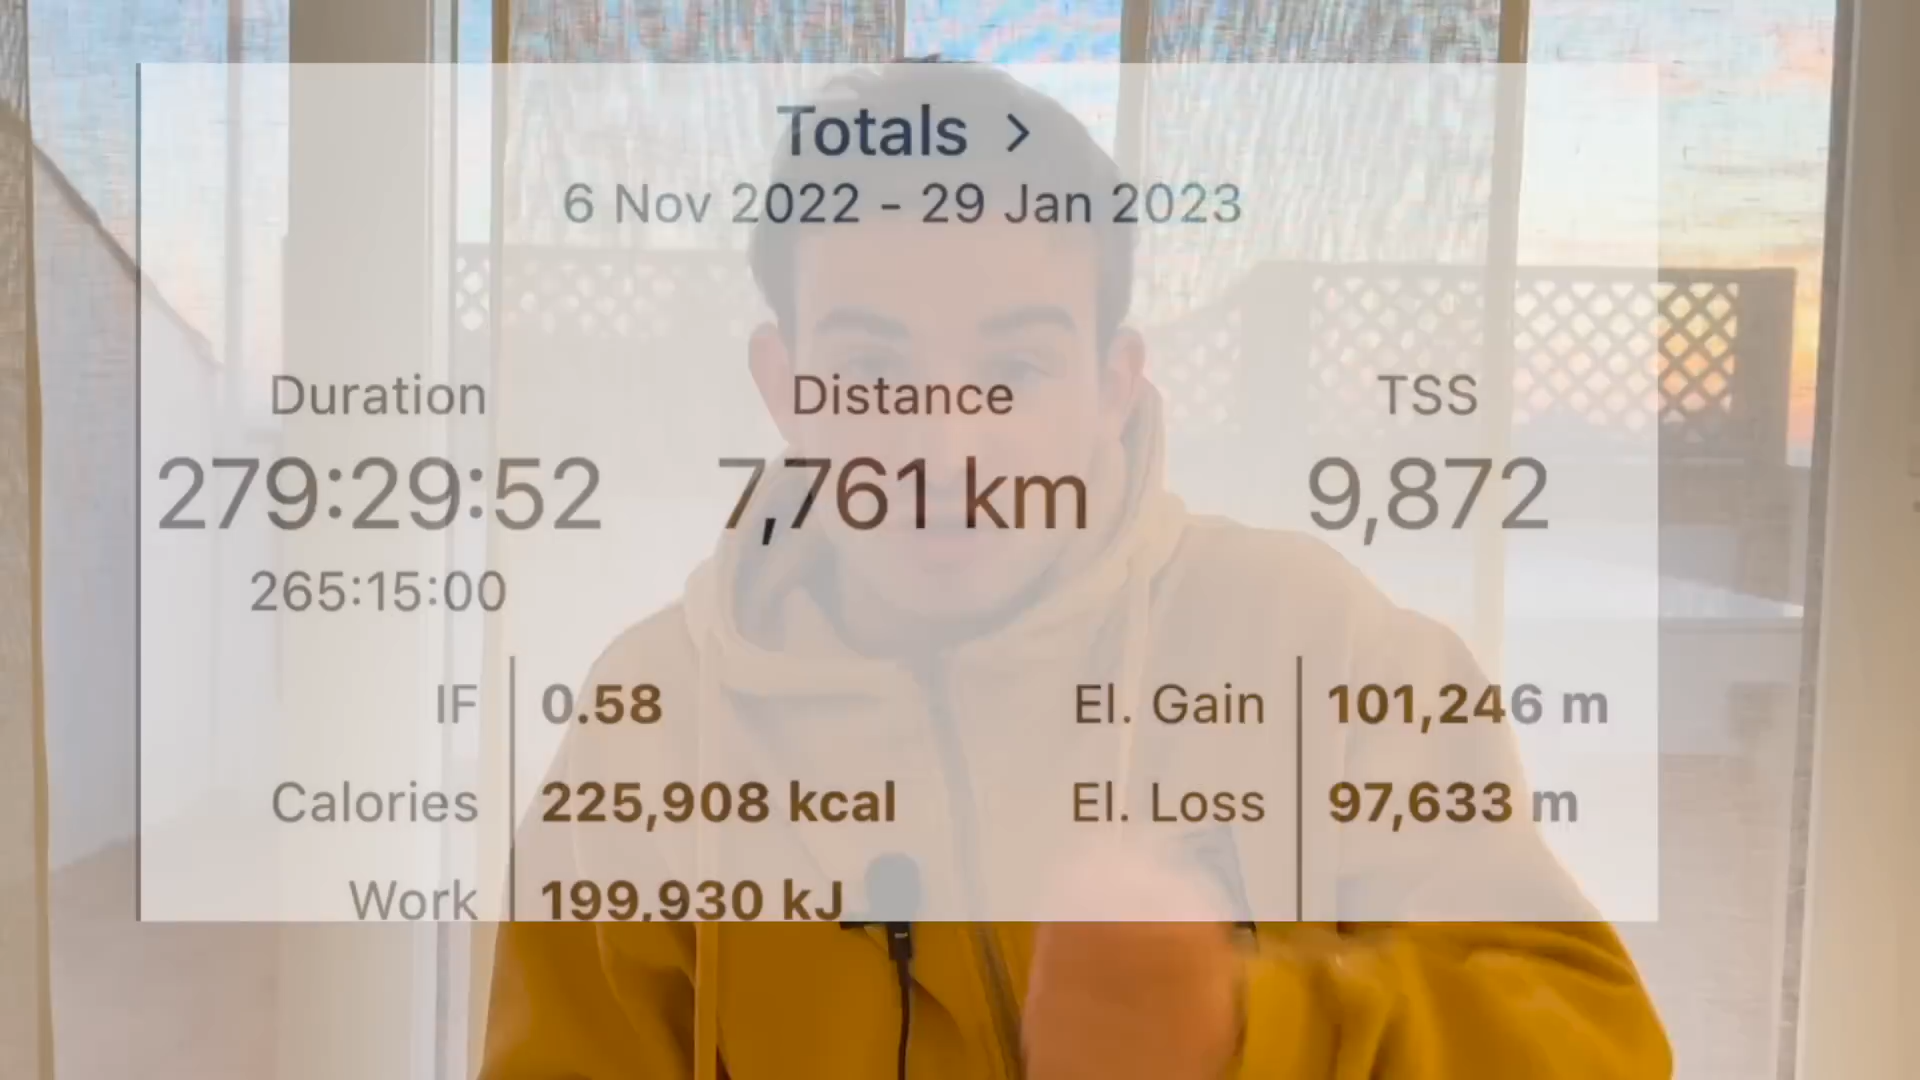 Totals >
6 Nov 2022 - 29 Jan 2023
Duration Distance TSS
279:29:52 7,761 km 9,872
265:15:00
IF 0.58 El. Gain 101,246 m
Calories 225,908 kcal El. Loss 97,633 m
Work 199,930 kJ